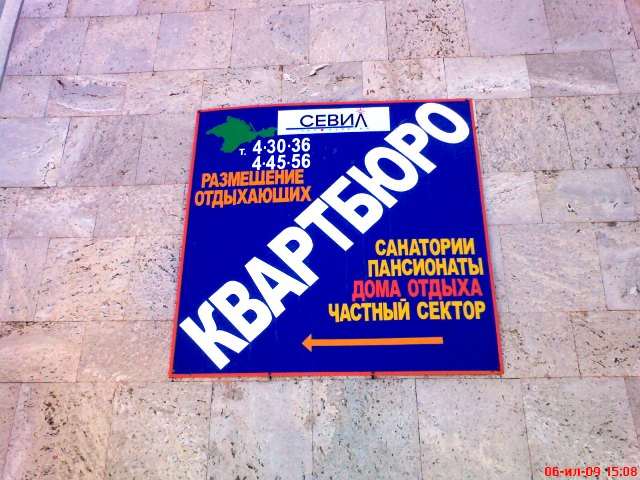 СЕВИЛ
т. 4-30-36
4-45-56
РАЗМЕЩЕНИЕ
ОТДЫХАЮЩИХ
КВАРТБЮРО
САНАТОРИИ
ПАНСИОНАТЫ
ДОМА ОТДЫХА
ЧАСТНЫЙ СЕКТОР
06-ил-09 15:08